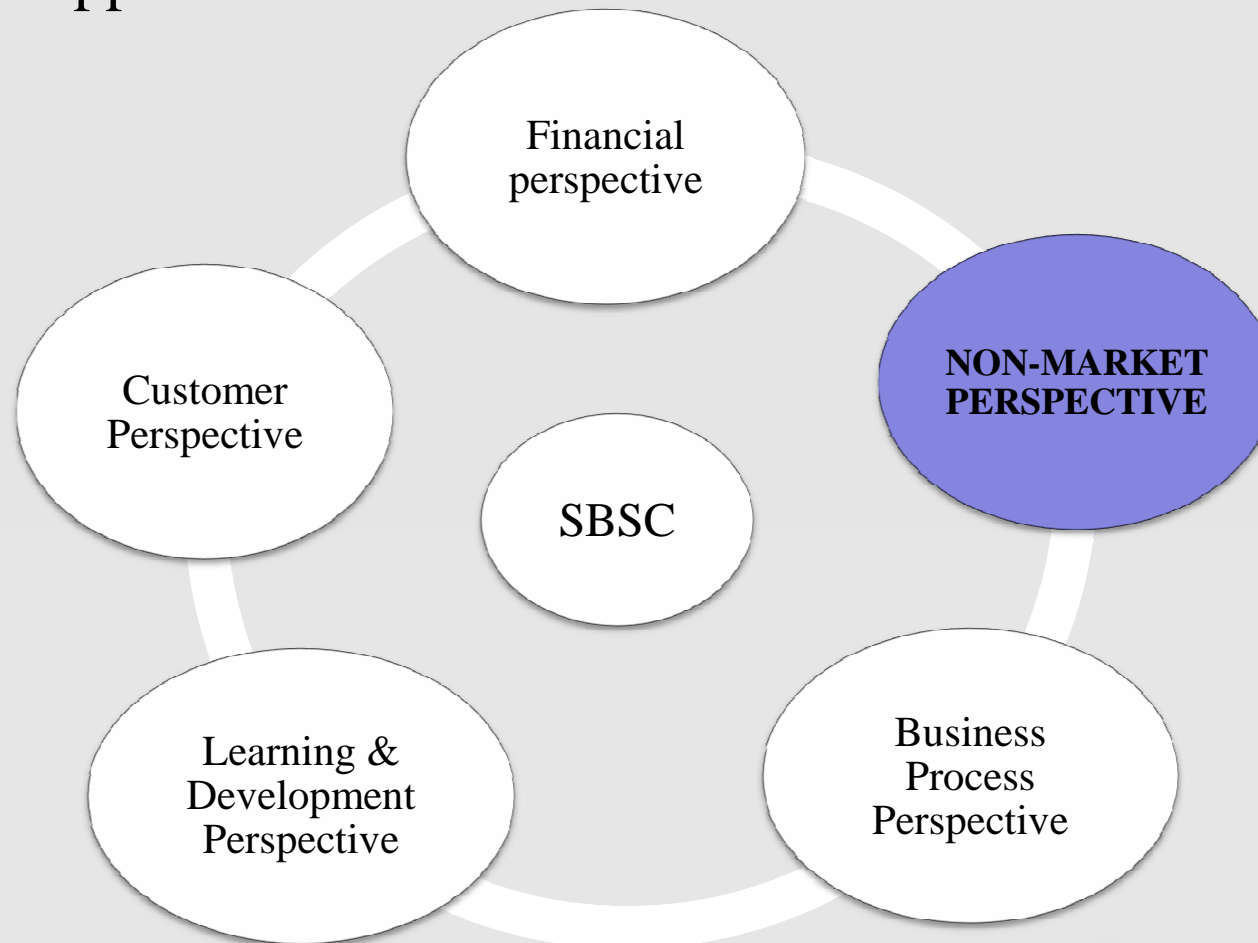 Financial
perspective
NON-MARKET
PERSPECTIVE
Customer
Perspective
SBSC
Business
Process
Perspective
Learning &
Development
Perspective